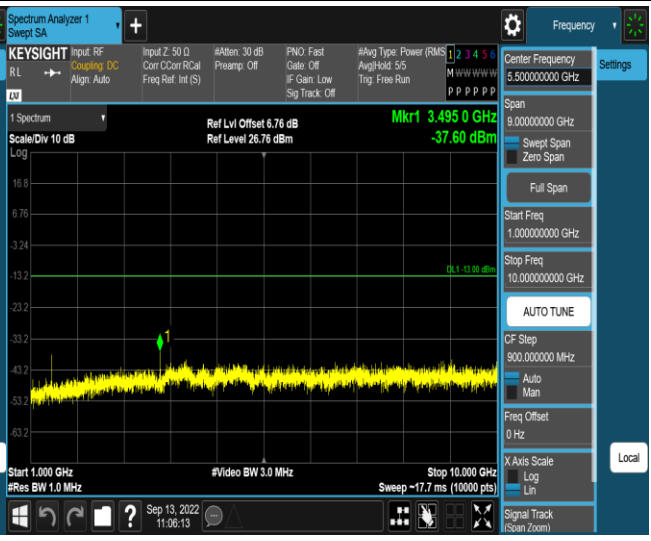 Spectrum Analyzer 1
Swept SA
Frequency
KEYSIGHT
Input: RF
Input Z: 50 Ω
#Atten: 30 dB
PNO: Fast
#Avg Type: Power (RMS
1 2 3 4 5 6
R L
Coupling: DC
Corr CCorr RCal
Preamp: Off
Gate: Off
Avg|Hold: 5/5
M W W W W W
Align: Auto
Freq Ref: Int (S)
IF Gain: Low
Trig: Free Run
Sig Track: Off
P P P P P P
LXI
1 Spectrum
Scale/Div 10 dB
Ref Lvl Offset 6.76 dB
Ref Level 26.76 dBm
Mkr1 3.495 0 GHz
-37.60 dBm
Log
16.8
6.76
-3.24
-13.2
-23.2
-33.2
-43.2
-53.2
-63.2
DL1 -13.00 dBm
1
Start 1.000 GHz
#Video BW 3.0 MHz
Stop 10.000 GHz
#Res BW 1.0 MHz
Sweep ~17.7 ms (10000 pts)
Sep 13, 2022
11:06:13
?
Center Frequency
5.500000000 GHz
Settings
Span
9.00000000 GHz
Swept Span
Zero Span
Full Span
Start Freq
1.000000000 GHz
Stop Freq
10.000000000 GHz
AUTO TUNE
CF Step
900.000000 MHz
Auto
Man
Freq Offset
0 Hz
X Axis Scale
Log
Lin
Local
Signal Track
(Span Zoom)